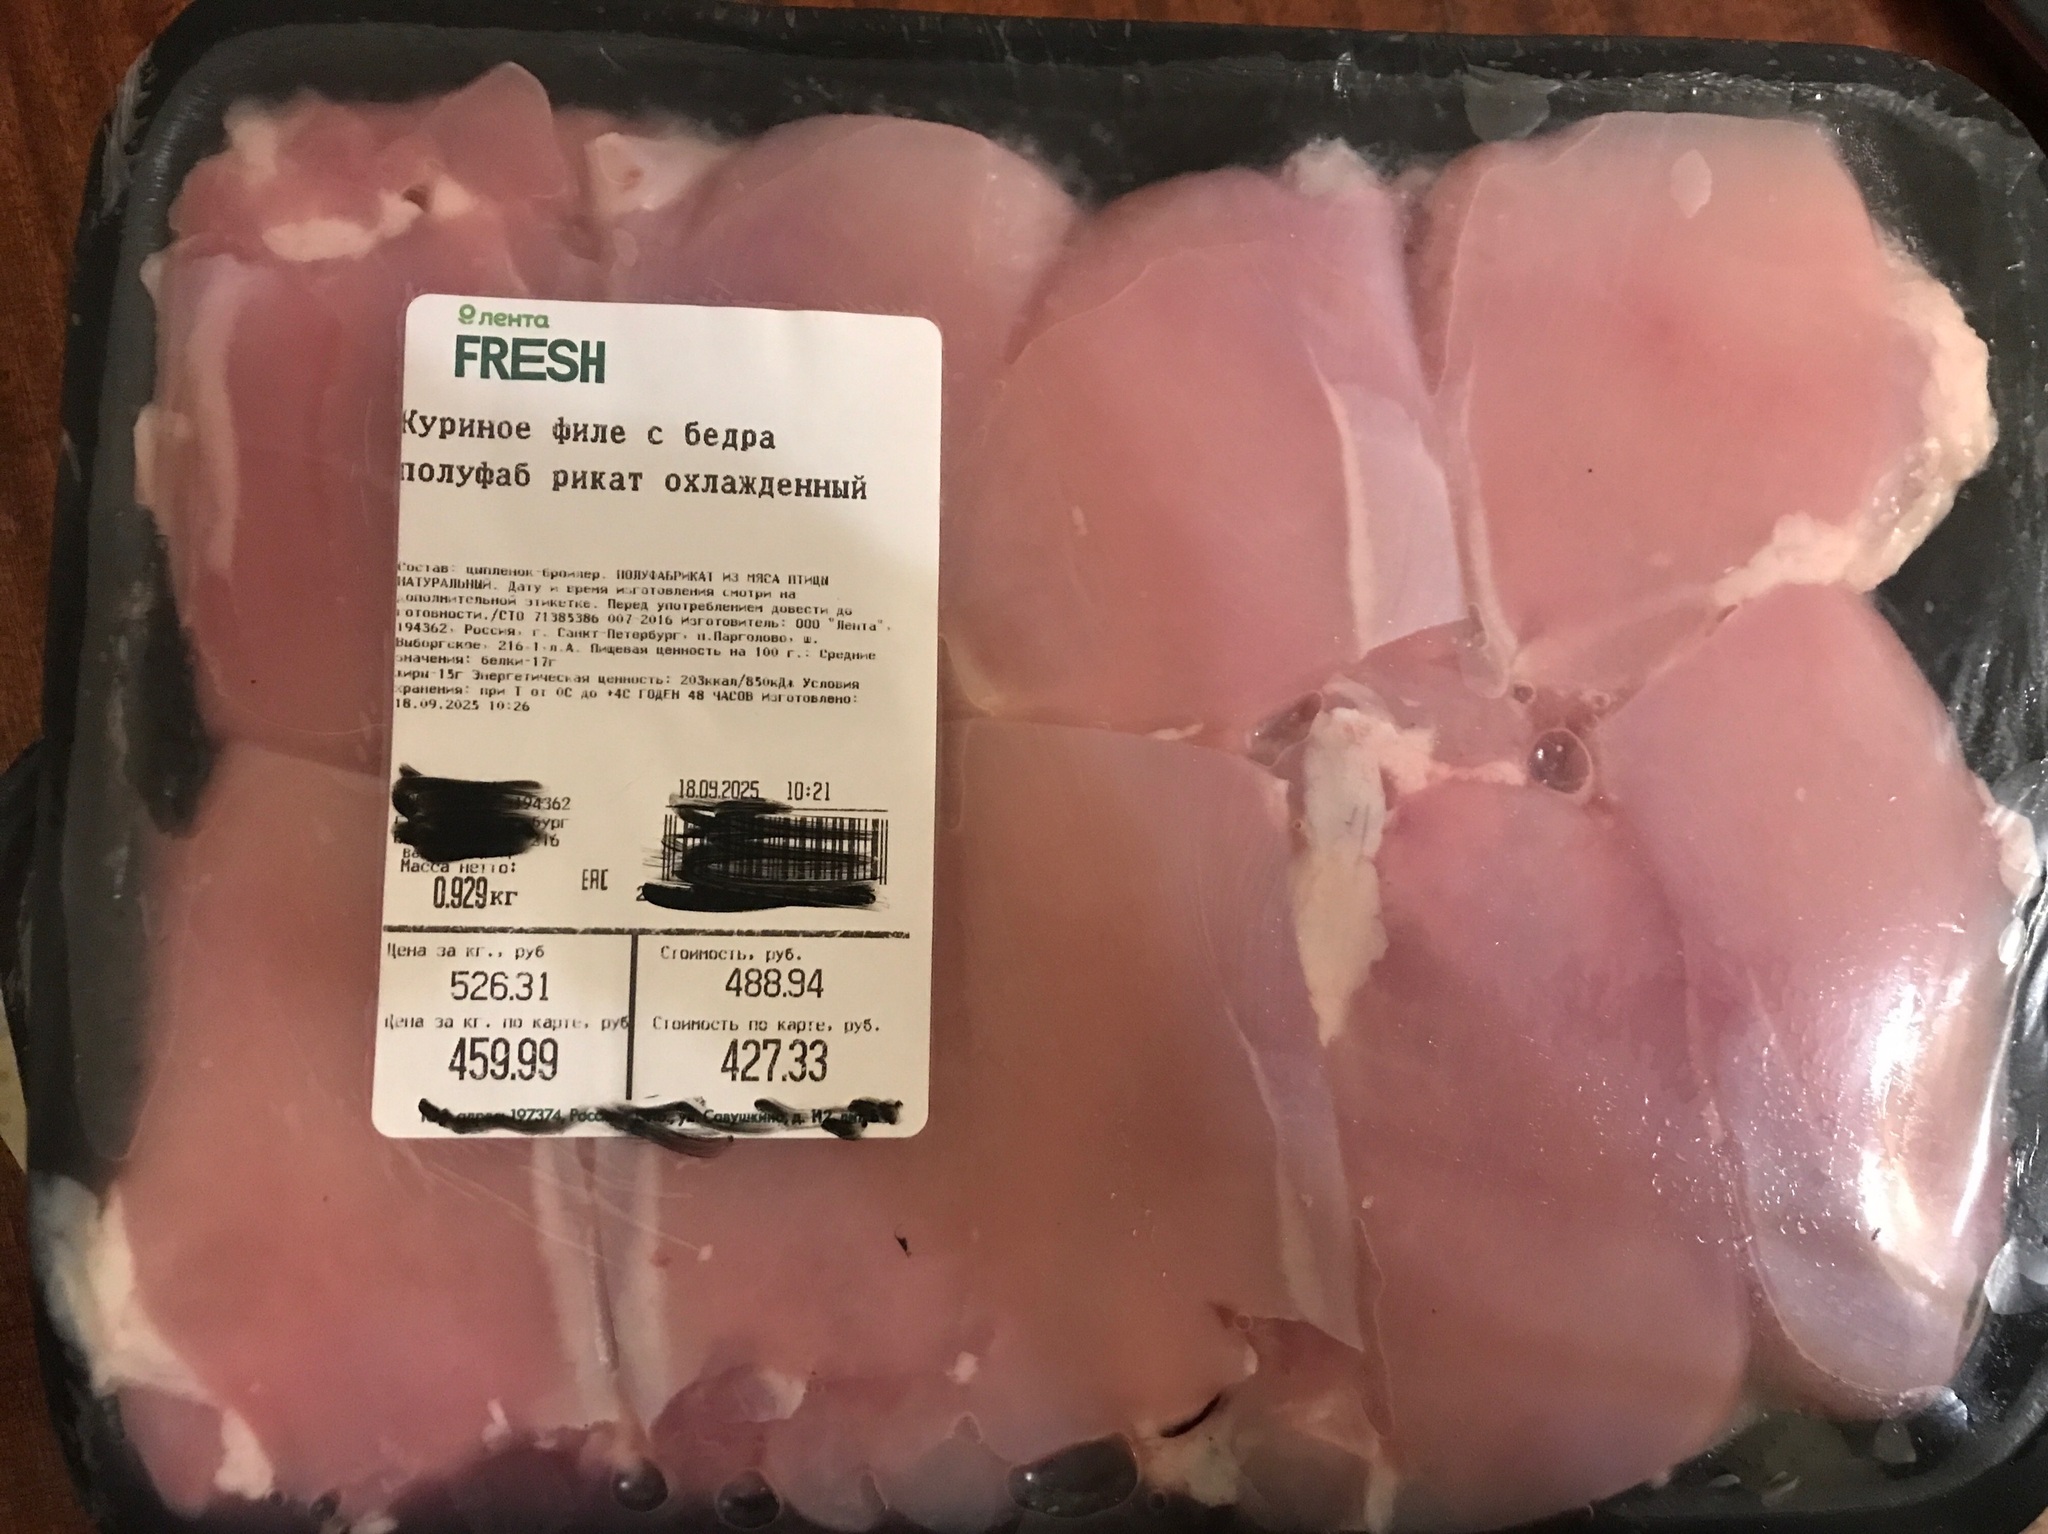 лента
FRESH
Куриное филе с бедра
полуфаб рикат охлажденный
Состав: цыпленок-бройлер. ПОЛУФАБРИКАТ ИЗ МЯСА ПТИЦЫ
НАТУРАЛЬНЫЙ. Дату и время изготовления смотри на
дополнительной этикетке. Перед употреблением довести до
готовности./СТО 71385386 007-2016 Изготовитель: ООО "Лента",
194362, Россия, г. Санкт-Петербург, п.Парголово, ш.
Выборгское, 216-1-л.А. Пищевая ценность на 100 г.: Средние
значения: белки-17г
жиры-15г Энергетическая ценность: 203ккал/850кДж Условия
хранения: при Т от 0С до +4С ГОДЕН 48 ЧАСОВ Изготовлено:
18.09.2025 10:26
18.09.2025 10:21
194362
Масса нетто:
0.929кг
EAC
Цена за кг., руб
Стоимость, руб.
526.31
488.94
Цена за кг. по карте, руб
Стоимость по карте, руб.
459.99
427.33
197374, Савушкина, д.